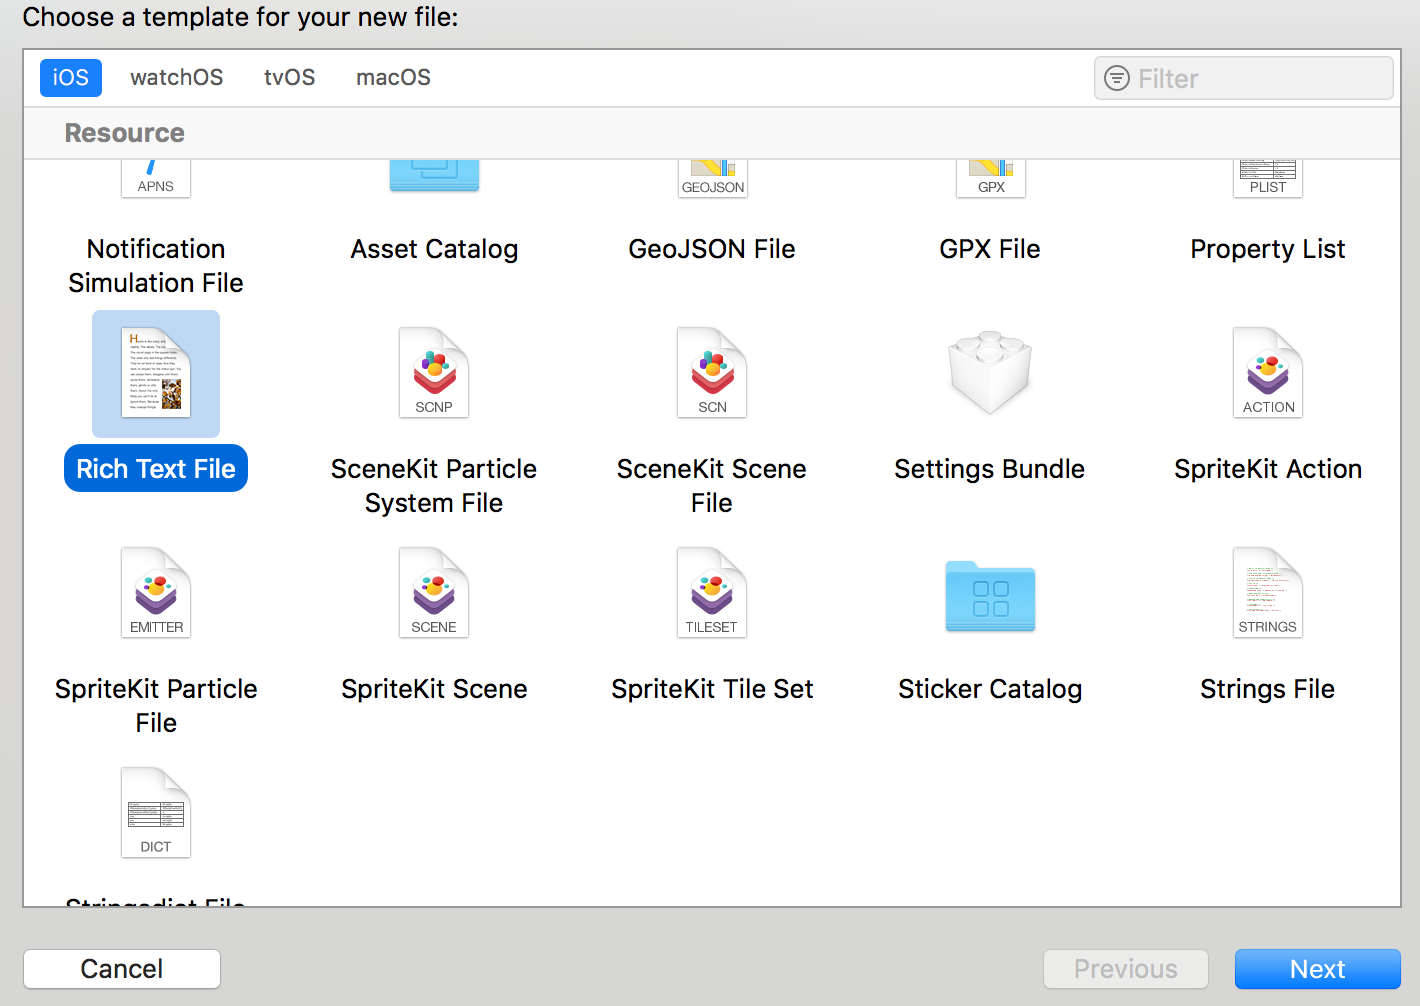 Choose a template for your new file:
iOS watchOS tvOS macOS Filter
Resource
APNS GEOJSON GPX PLIST
Notification Simulation File
Asset Catalog
GeoJSON File
GPX File
Property List
Rich Text File
SCNP
SceneKit Particle
System File
SCN
SceneKit Scene
File
Settings Bundle
ACTION
SpriteKit Action
EMITTER
SpriteKit Particle
File
SCENE
SpriteKit Scene
TILESET
SpriteKit Tile Set
Sticker Catalog
STRINGS
Strings File
DICT
Stringsdict File
Cancel Previous Next